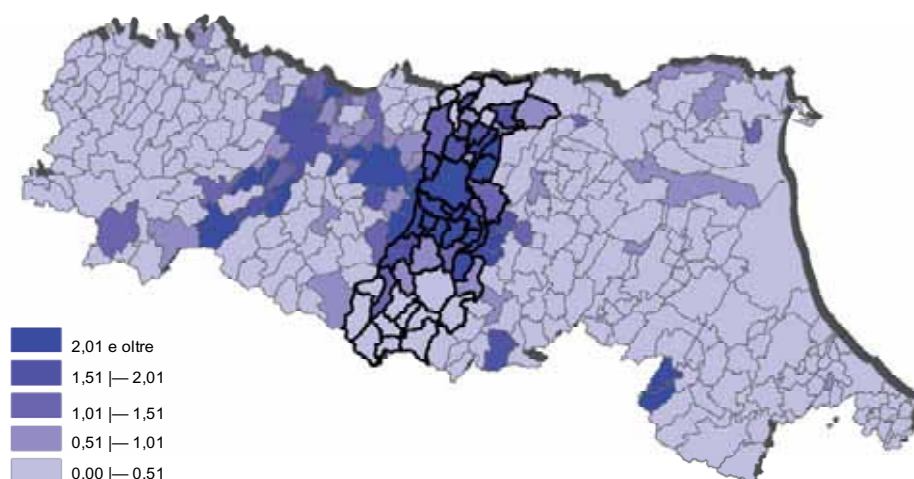 2,01 e oltre
1,51 |— 2,01
1,01 |— 1,51
0,51 |— 1,01
0,00 |— 0,51